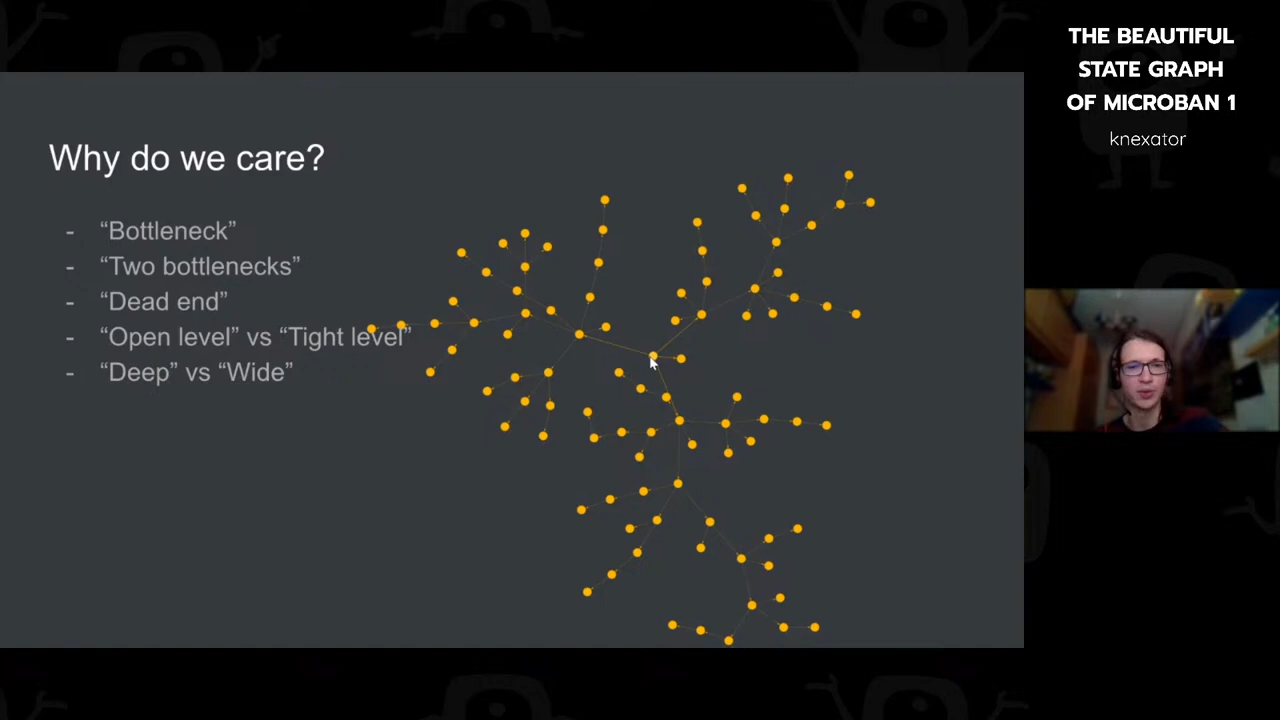 THE BEAUTIFUL
STATE GRAPH
OF MICROBAN 1
knexator
Why do we care?
- “Bottleneck”
- “Two bottlenecks”
- “Dead end”
- “Open level” vs “Tight level”
- “Deep” vs “Wide”